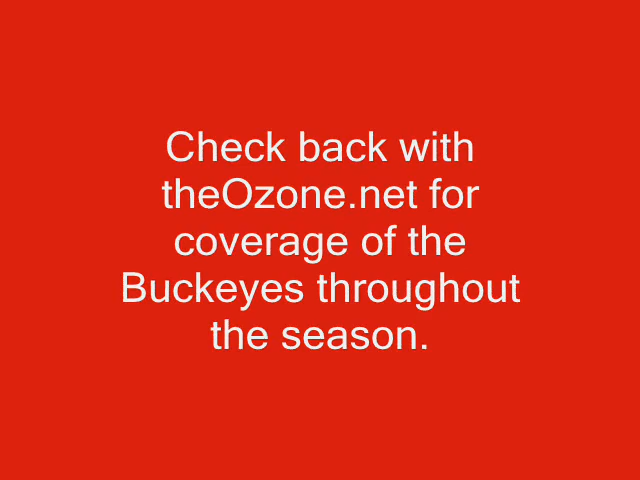 Check back with
theOzone.net for
coverage of the
Buckeyes throughout
the season.